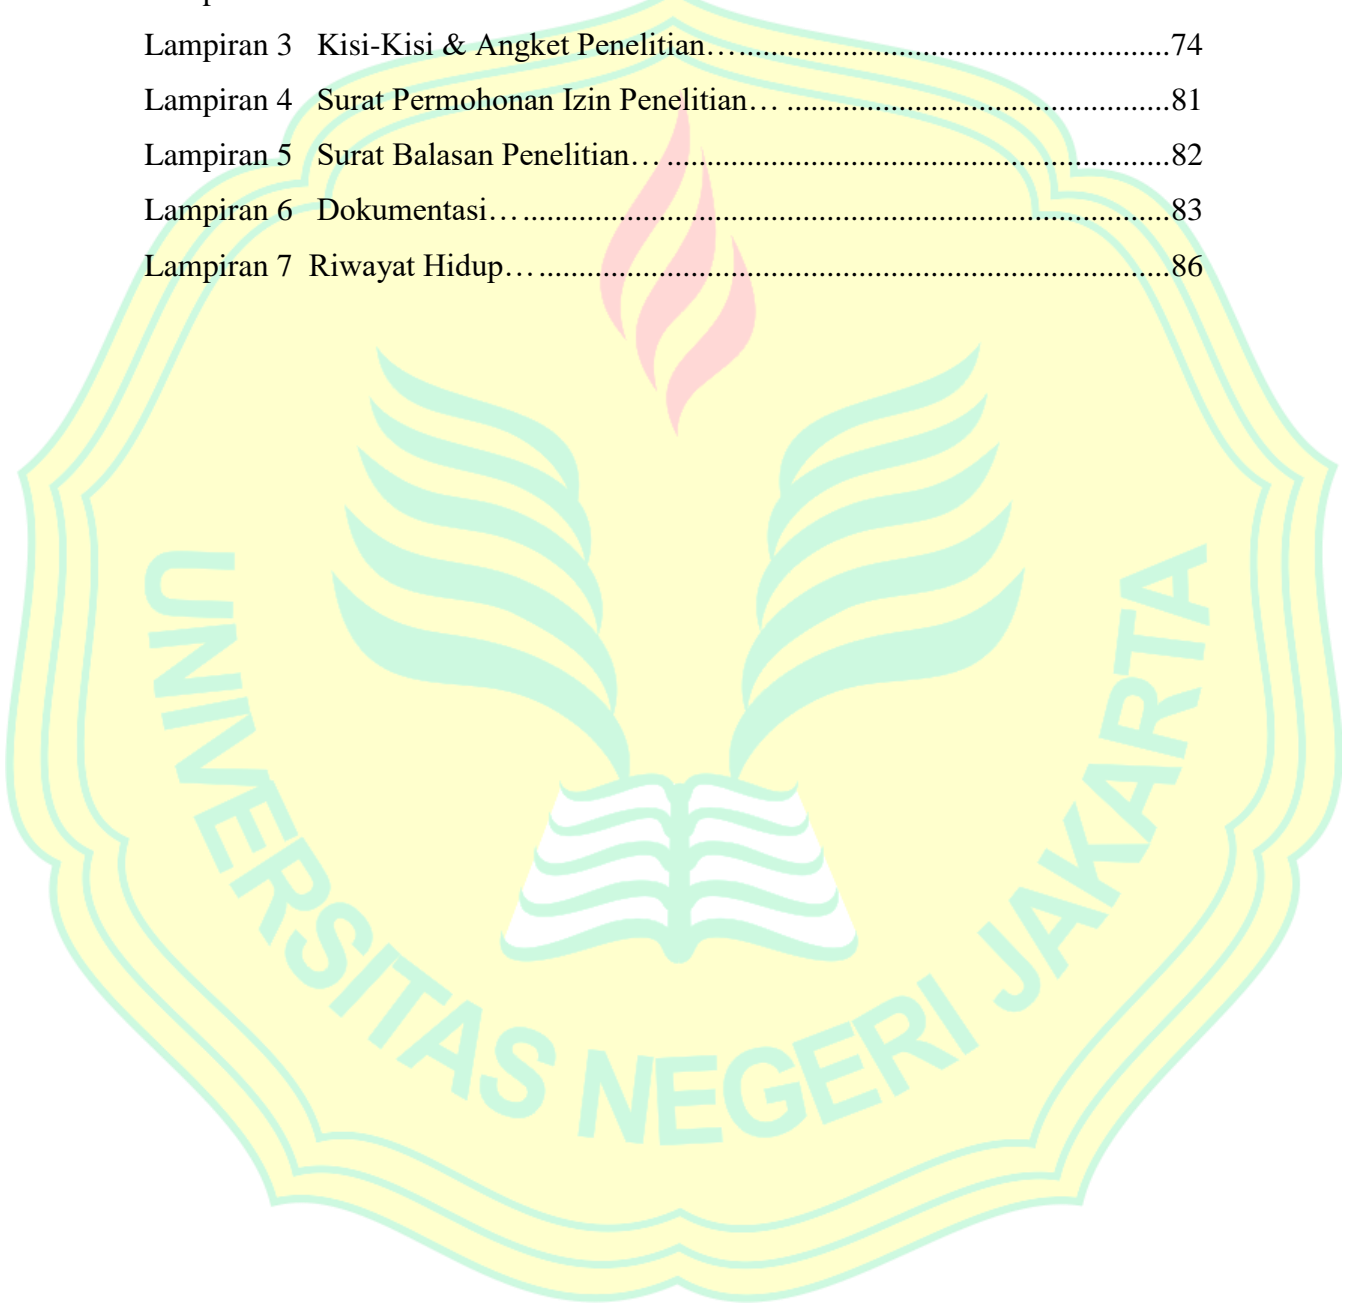 Lampiran 3 Kisi-Kisi & Angket Penelitian…...................................................74
Lampiran 4 Surat Permohonan Izin Penelitian… .............................................81
Lampiran 5 Surat Balasan Penelitian… ...........................................................82
Lampiran 6 Dokumentasi…............................................................................83
Lampiran 7 Riwayat Hidup… ..........................................................................86
UNIVERSITAS NEGERI JAKARTA